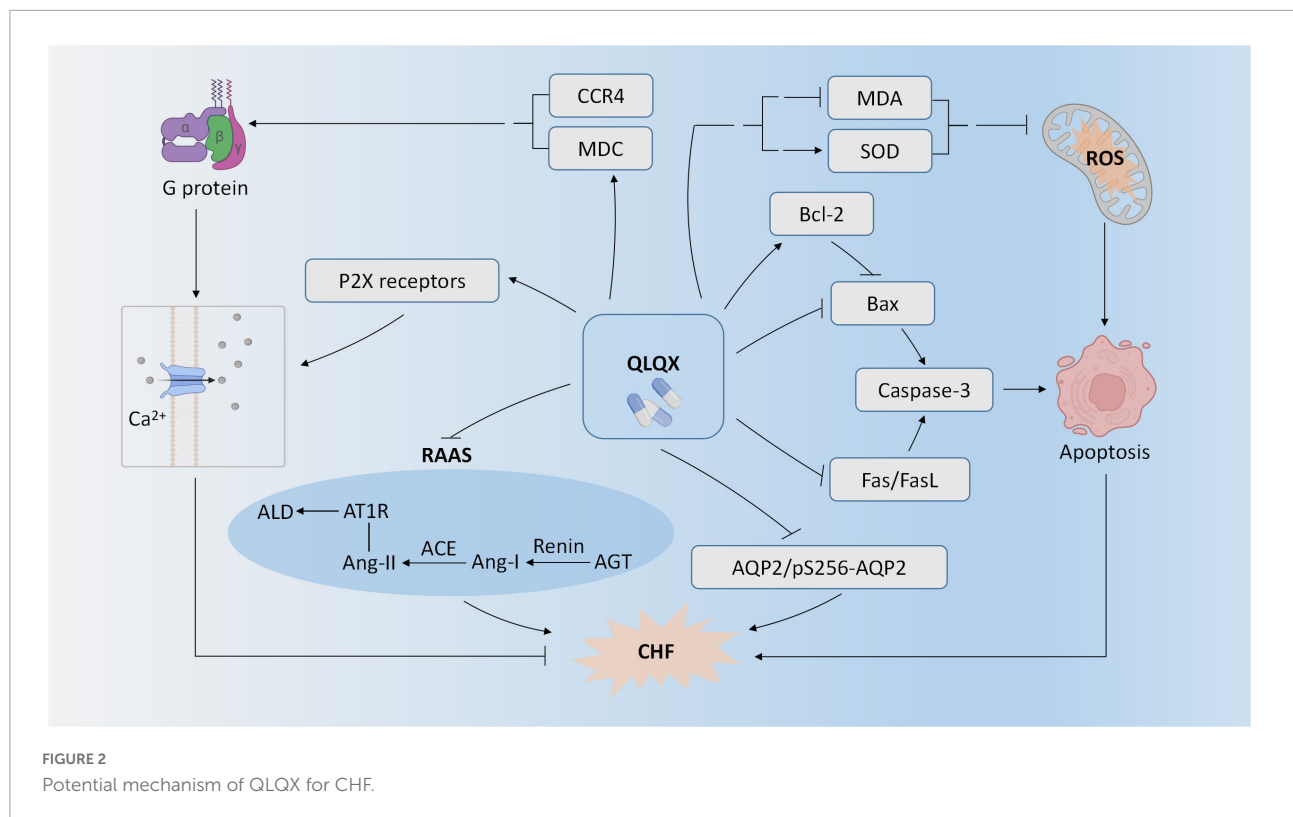 CCR4
MDC
MDA
SOD
α
β
γ
G protein
ROS
Bcl-2
P2X receptors
Bax
QLQX
Caspase-3
Ca²⁺
Apoptosis
RAAS
Fas/FasL
ALD
AT1R
Ang-II
ACE
Ang-I
Renin
AGT
AQP2/pS256-AQP2
CHF
FIGURE 2
Potential mechanism of QLQX for CHF.